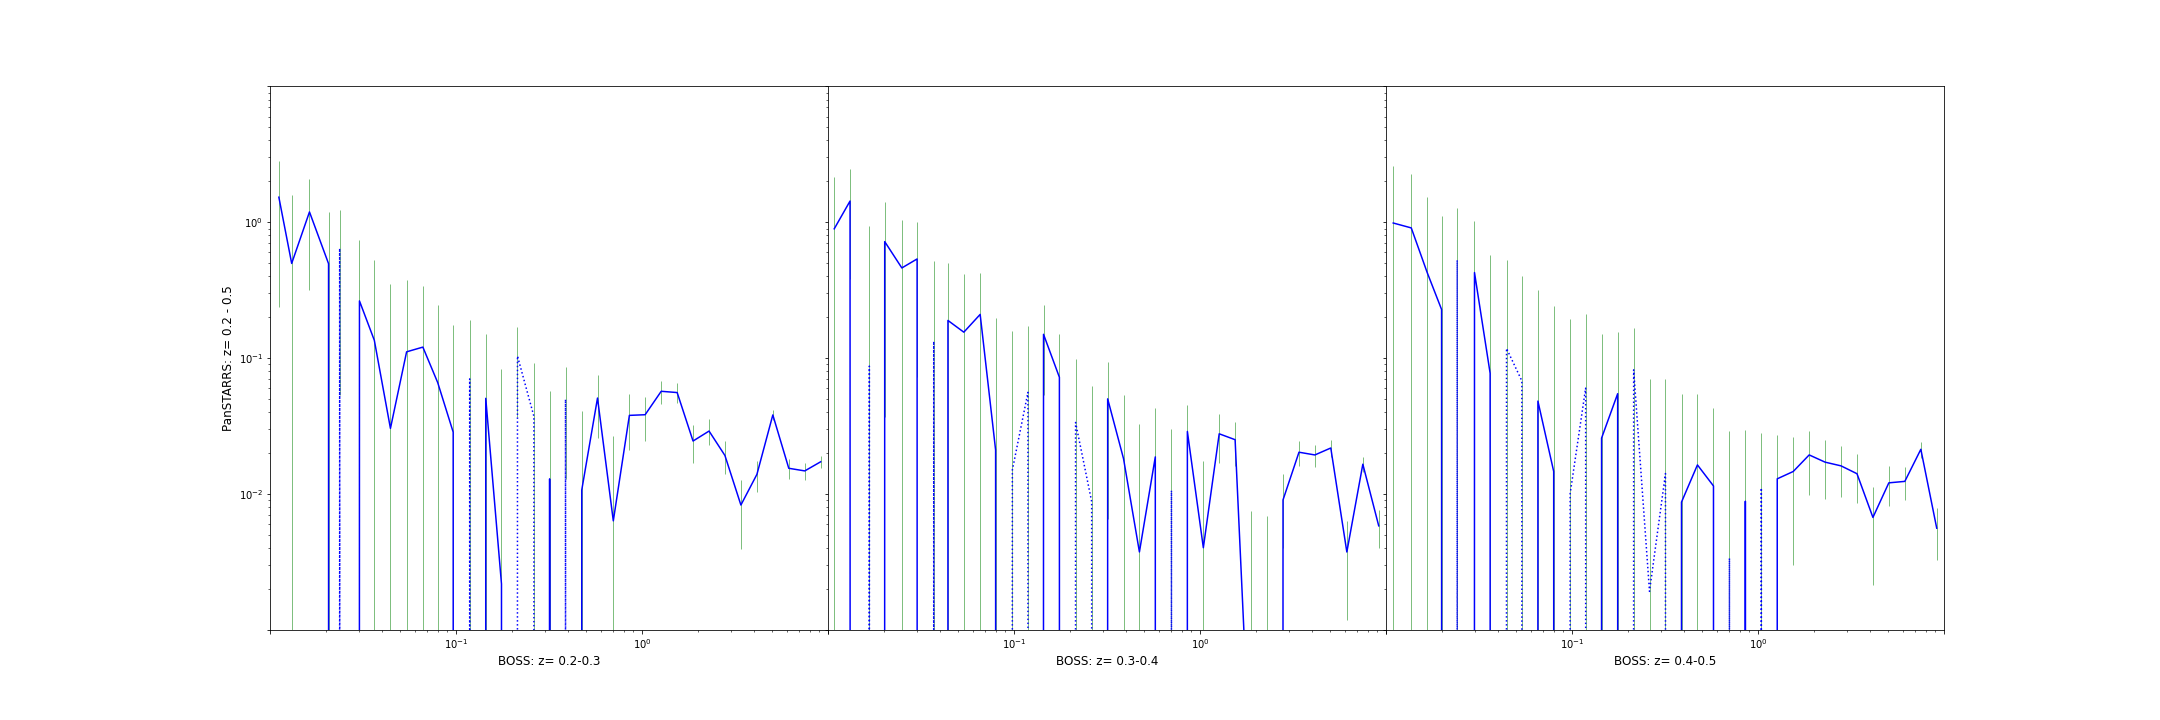 PanSTARRS: z= 0.2 - 0.5
10⁰
10⁻¹
10⁻²
10⁻¹ 10⁰ 10⁻¹ 10⁰ 10⁻¹ 10⁰
BOSS: z= 0.2-0.3 BOSS: z= 0.3-0.4 BOSS: z= 0.4-0.5